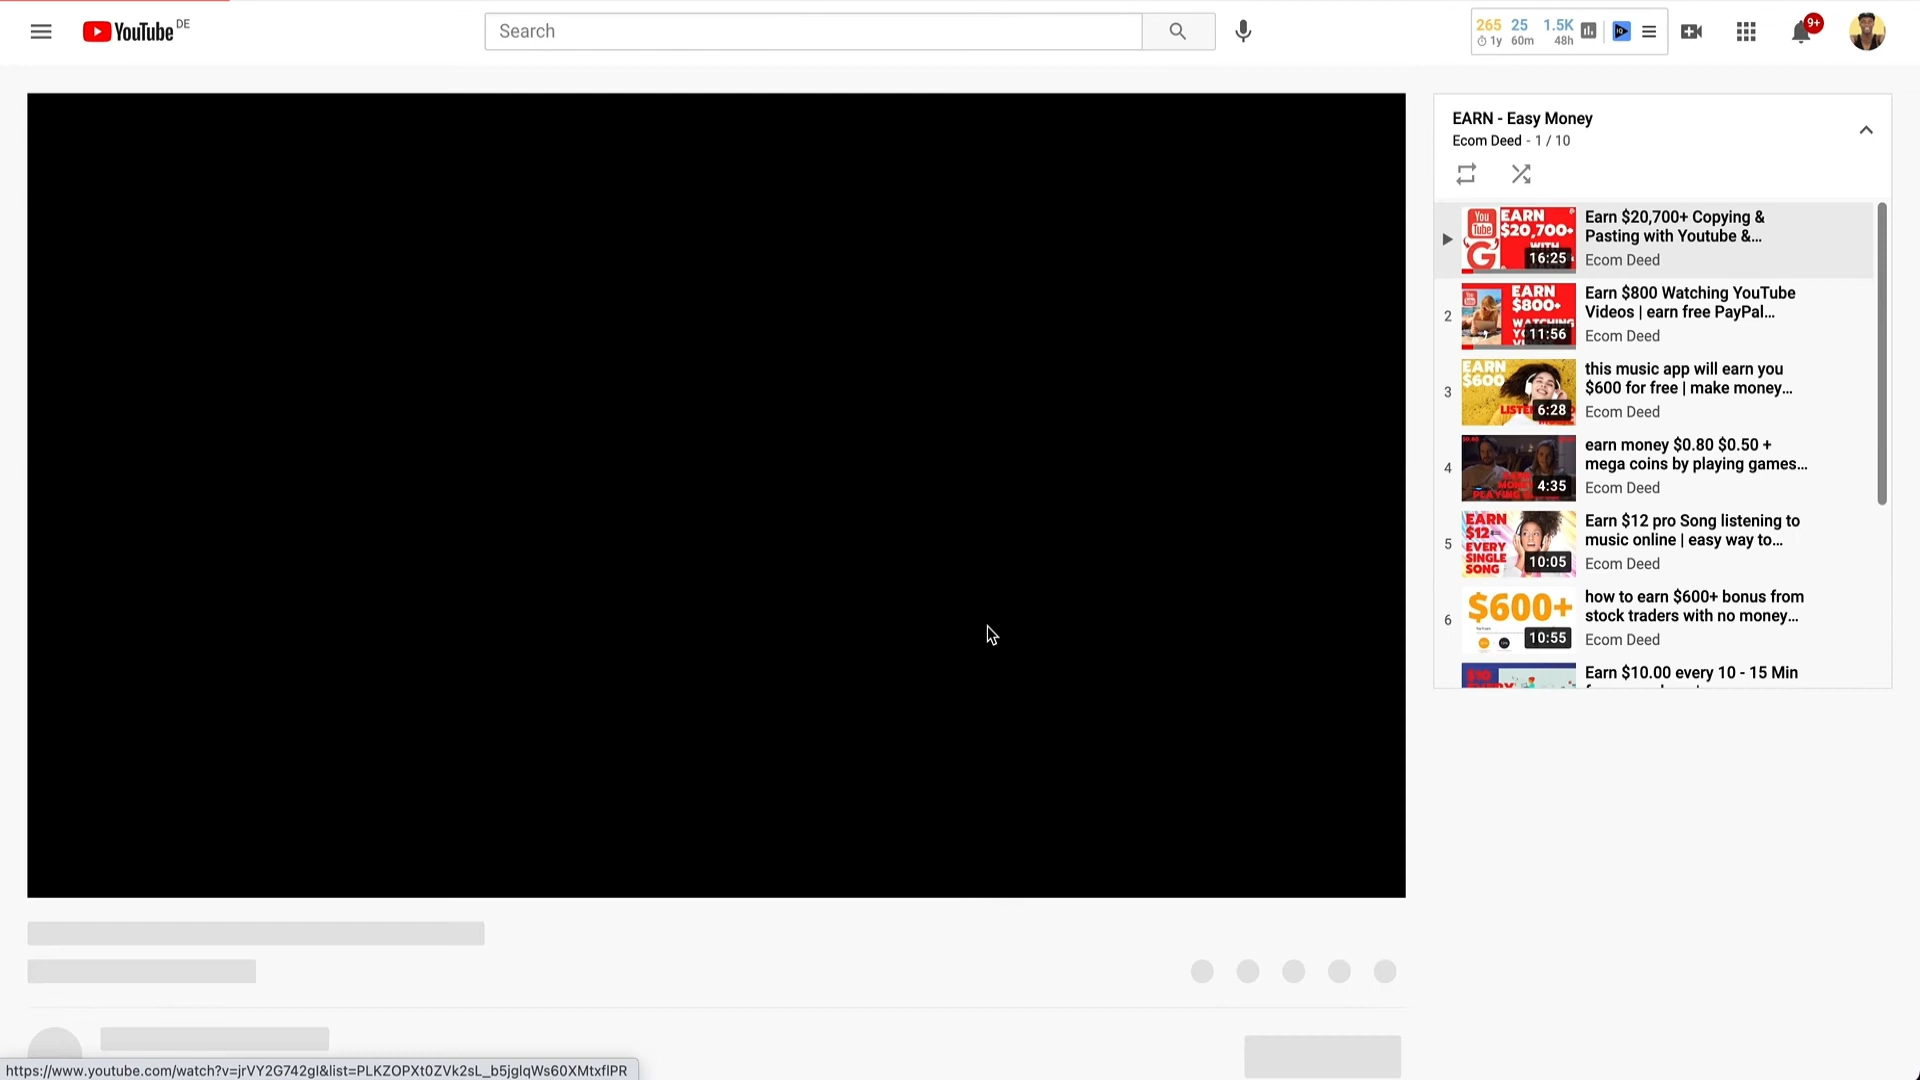 YouTube DE
Search
265 25 1.5K
1y 60m 48h
IQ
9+
EARN - Easy Money
Ecom Deed - 1 / 10
You Tube
EARN
$20,700+
WITH
16:25
Earn $20,700+ Copying &
Pasting with Youtube &...
Ecom Deed
2
EARN
$800+
WATCHING
11:56
Earn $800 Watching YouTube
Videos | earn free PayPal...
Ecom Deed
3
EARN
$600
6:28
this music app will earn you
$600 for free | make money...
Ecom Deed
4
4:35
earn money $0.80 $0.50 +
mega coins by playing games...
Ecom Deed
5
EARN
$12
EVERY
SINGLE
SONG
10:05
Earn $12 pro Song listening to
music online | easy way to...
Ecom Deed
6
$600+
10:55
how to earn $600+ bonus from
stock traders with no money...
Ecom Deed
$10
Earn $10.00 every 10 - 15 Min
https://www.youtube.com/watch?v=jrVY2G742gI&list=PLKZOPXt0ZVk2sL_b5jglqWs60XMtxflPR